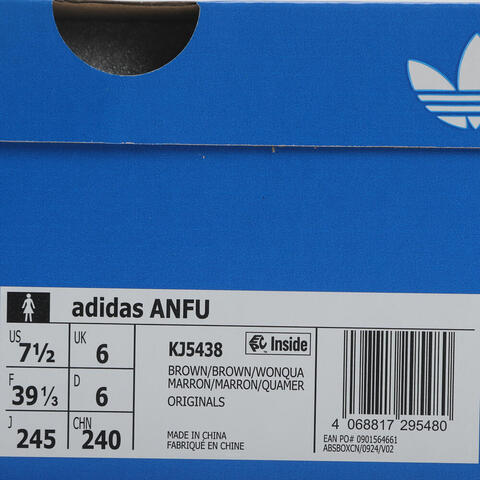 adidas ANFU
US 7½ UK 6
F 39⅓ D 6
J 245 CHN 240
KJ5438 EC Inside
BROWN/BROWN/WONQUA
MARRON/MARRON/QUAMER
ORIGINALS
MADE IN CHINA
FABRIQUÉ EN CHINE
4 068817 295480
EAN PO# 0901564661
ABSBOXCN/0924/V02